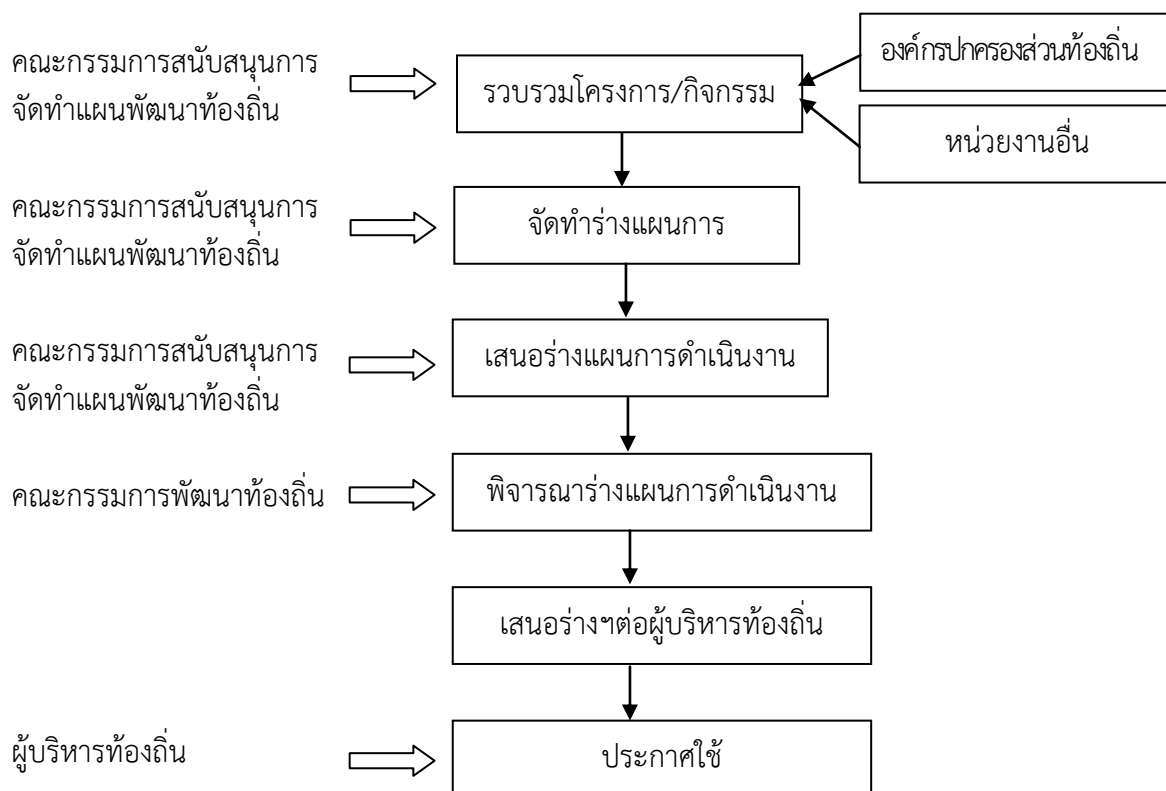 คณะกรรมการสนับสนุนการ
จัดทำแผนพัฒนาท้องถิ่น
รวบรวมโครงการ/กิจกรรม
องค์กรปกครองส่วนท้องถิ่น
หน่วยงานอื่น
คณะกรรมการสนับสนุนการ
จัดทำแผนพัฒนาท้องถิ่น
จัดทำร่างแผนการ
คณะกรรมการสนับสนุนการ
จัดทำแผนพัฒนาท้องถิ่น
เสนอร่างแผนการดำเนินงาน
คณะกรรมการพัฒนาท้องถิ่น
พิจารณาร่างแผนการดำเนินงาน
เสนอร่างฯต่อผู้บริหารท้องถิ่น
ผู้บริหารท้องถิ่น
ประกาศใช้